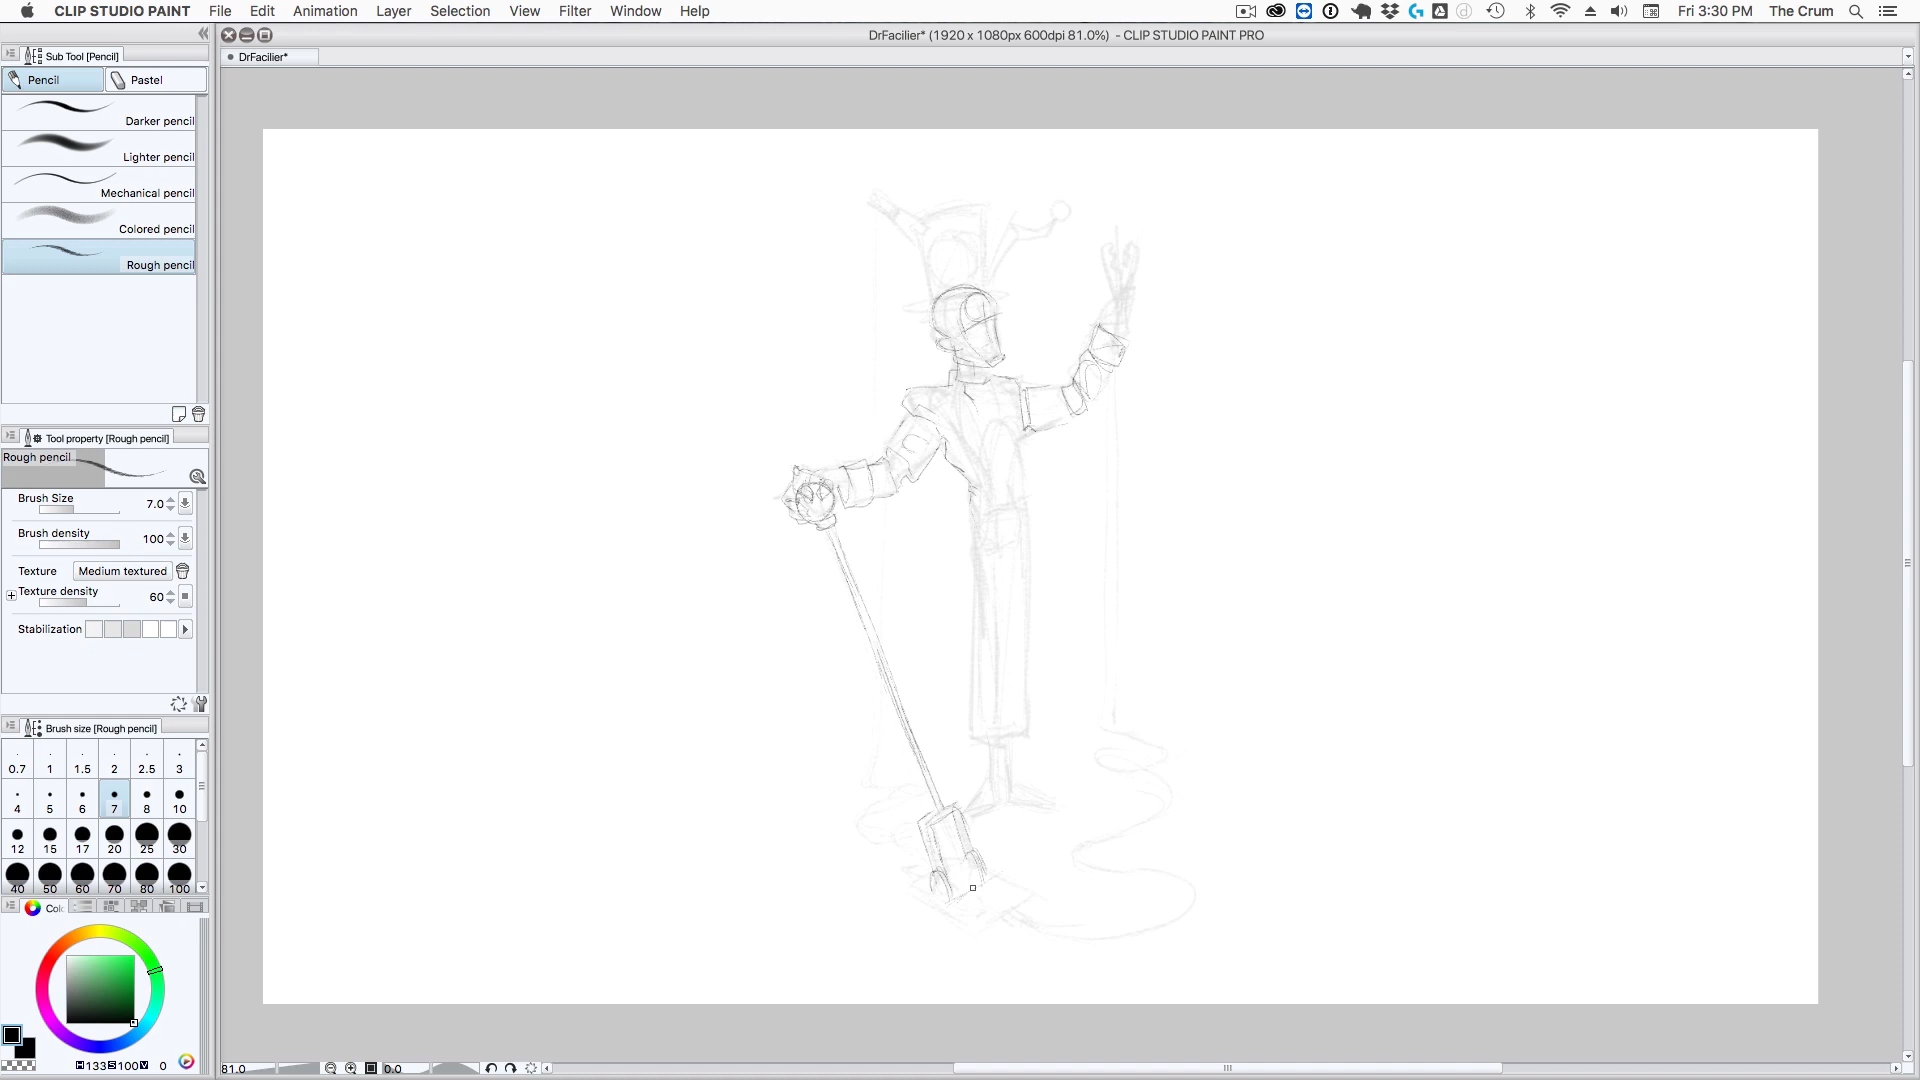 CLIP STUDIO PAINT File Edit Animation Layer Selection View Filter Window Help Fri 3:30 PM The Crum
DrFacilier* (1920 x 1080px 600dpi 81.0%) - CLIP STUDIO PAINT PRO
Sub Tool [Pencil] DrFacilier*
Pencil Pastel
Darker pencil
Lighter pencil
Mechanical pencil
Colored pencil
Rough pencil
Tool property [Rough pencil]
Rough pencil
Brush Size 7.0
Brush density 100
Texture Medium textured
Texture density 60
Stabilization
Brush size [Rough pencil]
0.7 1 1.5 2 2.5 3
4 5 6 7 8 10
12 15 17 20 25 30
40 50 60 70 80 100
Colo
H 133 S 100 V 0
81.0 0.0